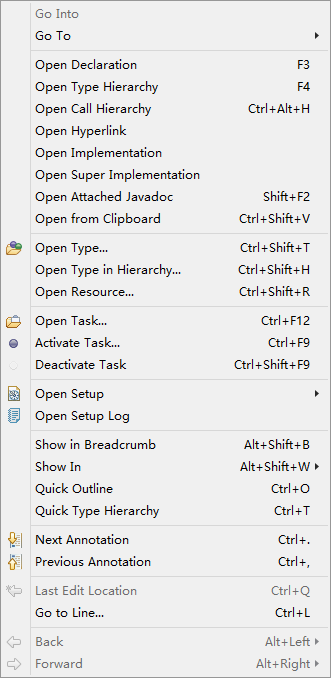 Go Into
Go To
Open Declaration F3
Open Type Hierarchy F4
Open Call Hierarchy Ctrl+Alt+H
Open Hyperlink
Open Implementation
Open Super Implementation
Open Attached Javadoc Shift+F2
Open from Clipboard Ctrl+Shift+V
Open Type... Ctrl+Shift+T
Open Type in Hierarchy... Ctrl+Shift+H
Open Resource... Ctrl+Shift+R
Open Task... Ctrl+F12
Activate Task... Ctrl+F9
Deactivate Task Ctrl+Shift+F9
Open Setup
Open Setup Log
Show in Breadcrumb Alt+Shift+B
Show In Alt+Shift+W
Quick Outline Ctrl+O
Quick Type Hierarchy Ctrl+T
Next Annotation Ctrl+.
Previous Annotation Ctrl+,
Last Edit Location Ctrl+Q
Go to Line... Ctrl+L
Back Alt+Left
Forward Alt+Right